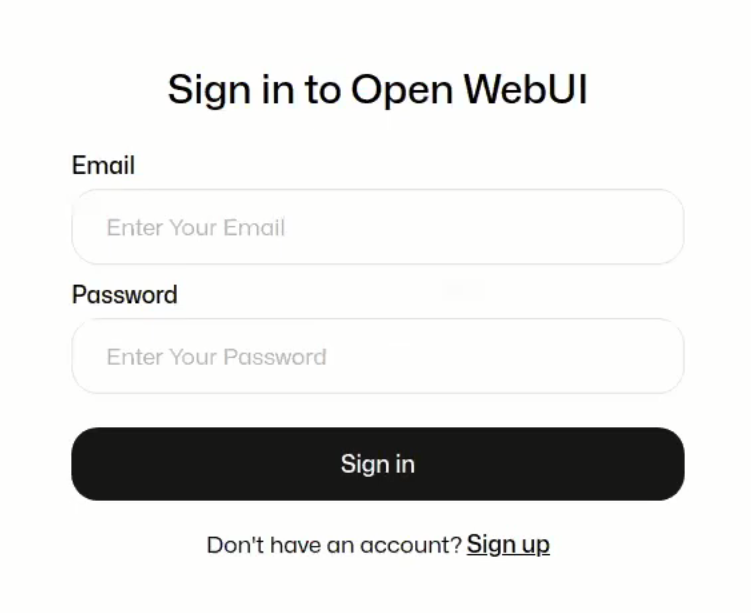 Sign in to Open WebUI
Email
Enter Your Email
Password
Enter Your Password
Sign in
Don't have an account? Sign up